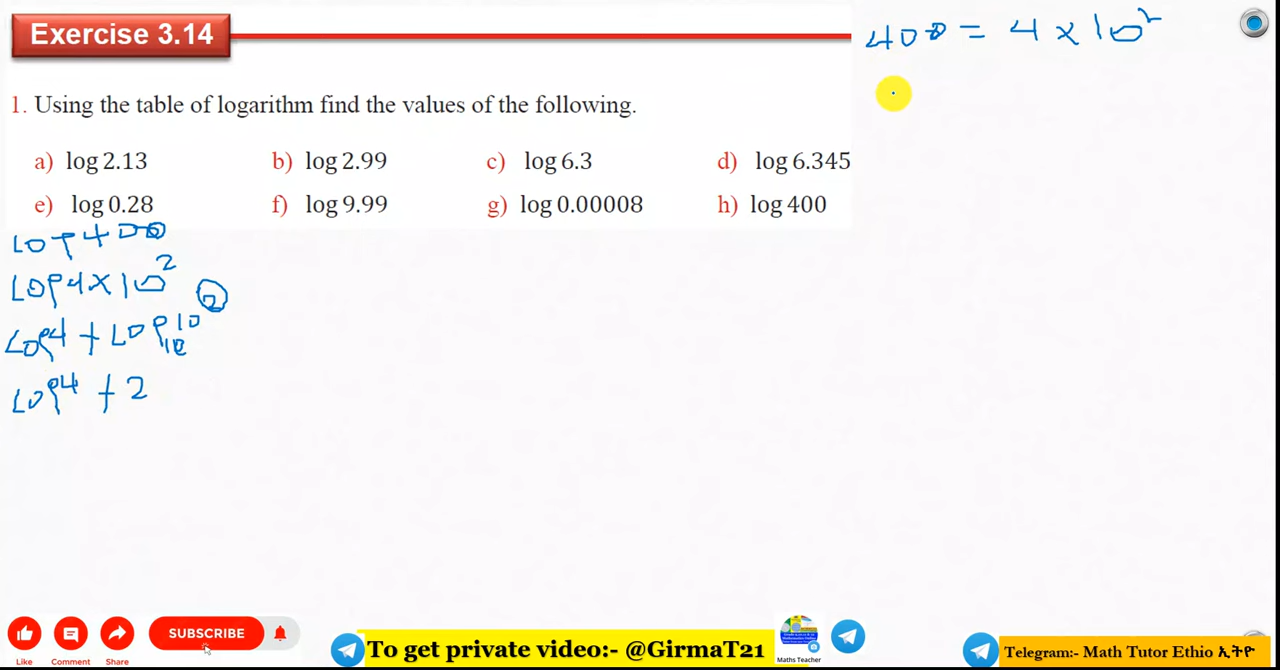 Exercise 3.14
400 = 4 × 10²
1. Using the table of logarithm find the values of the following.
a) log 2.13 b) log 2.99 c) log 6.3 d) log 6.345
e) log 0.28 f) log 9.99 g) log 0.00008 h) log 400
Log 400
Log 4 × 10²
Log 4 + Log₁₀ 10 ²
Log 4 + 2
Like Comment Share SUBSCRIBE
To get private video:- @GirmaT21
Maths Teacher
Telegram:- Math Tutor Ethio ኢትዮ